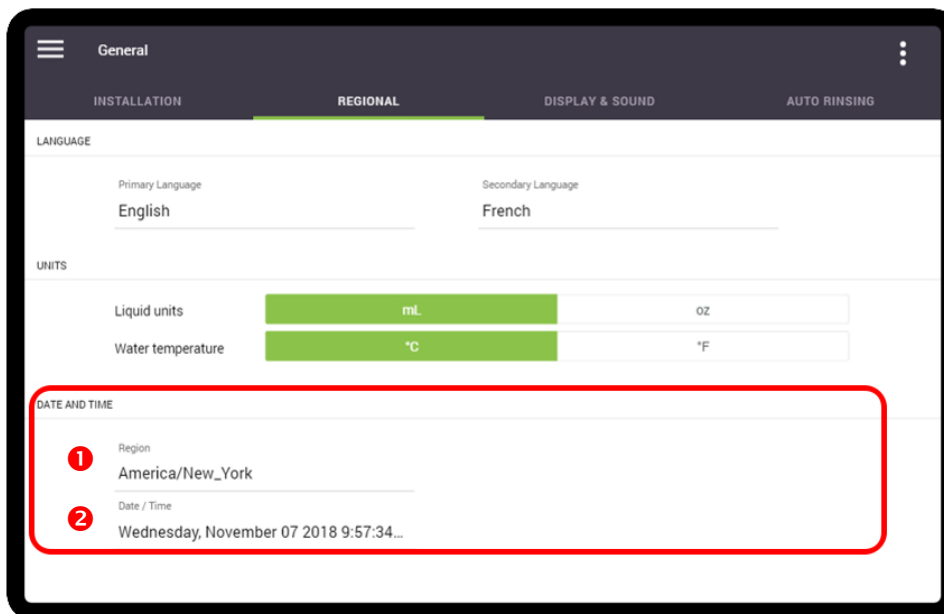 General
INSTALLATION REGIONAL DISPLAY & SOUND AUTO RINSING
LANGUAGE
Primary Language Secondary Language
English French
UNITS
Liquid units mL oz
Water temperature °C °F
DATE AND TIME
1 Region
America/New_York
2 Date / Time
Wednesday, November 07 2018 9:57:34...